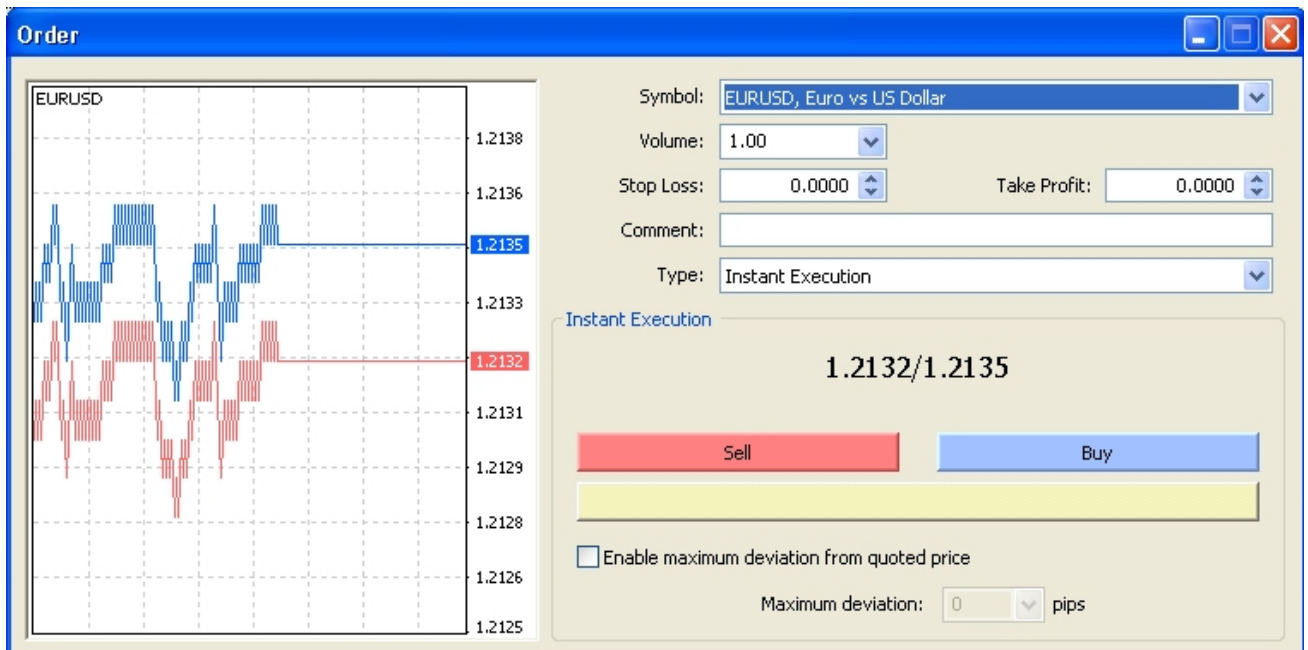 Order
EURUSD
1.2138
1.2136
1.2135
1.2133
1.2132
1.2131
1.2129
1.2128
1.2126
1.2125
Symbol: EURUSD, Euro vs US Dollar
Volume: 1.00
Stop Loss: 0.0000 Take Profit: 0.0000
Comment:
Type: Instant Execution
Instant Execution
1.2132/1.2135
Sell Buy
Enable maximum deviation from quoted price
Maximum deviation: 0 pips